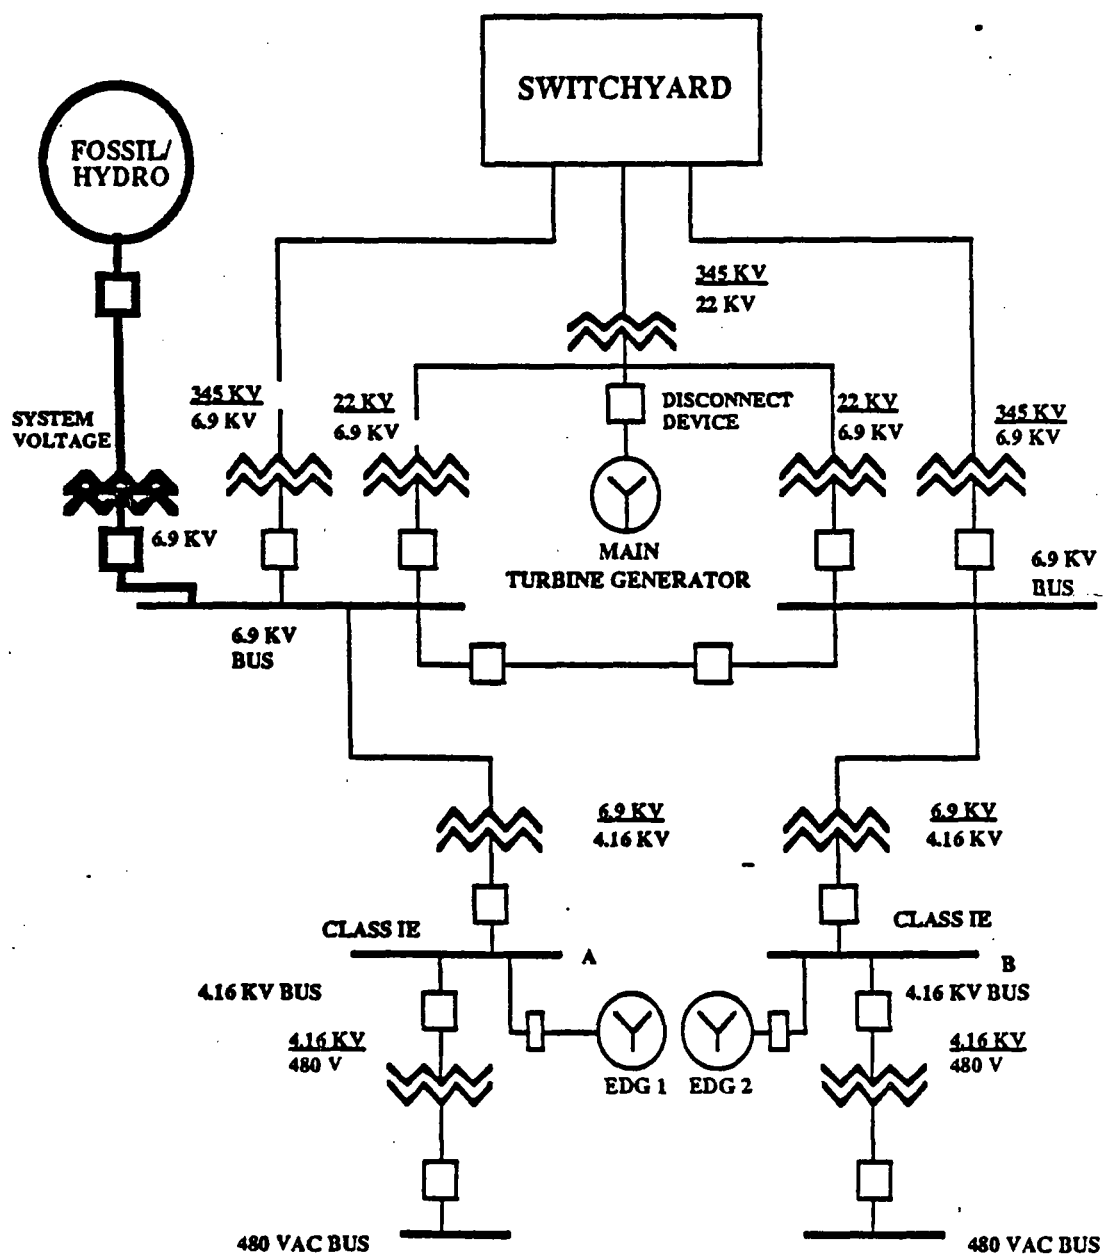 SWITCHYARD
FOSSIL/
HYDRO
345 KV
22 KV
SYSTEM
VOLTAGE
345 KV
6.9 KV
22 KV
6.9 KV
DISCONNECT
DEVICE
22 KV
6.9 KV
345 KV
6.9 KV
6.9 KV
MAIN
TURBINE GENERATOR
6.9 KV
BUS
6.9 KV
BUS
6.9 KV
4.16 KV
6.9 KV
4.16 KV
CLASS IE
A
CLASS IE
B
4.16 KV BUS
4.16 KV BUS
4.16 KV
480 V
4.16 KV
480 V
EDG 1
EDG 2
480 VAC BUS
480 VAC BUS